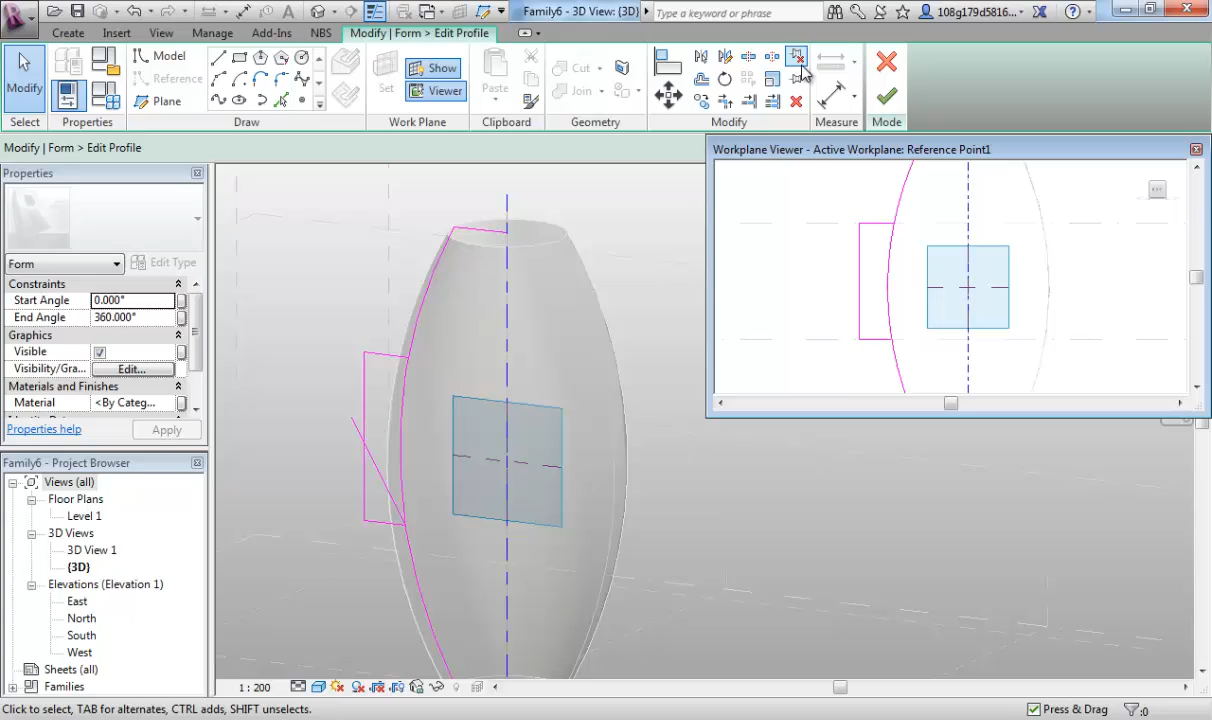 Family6 - 3D View: {3D}
Type a keyword or phrase
108g179d5816...
Create
Insert
View
Manage
Add-Ins
NBS
Modify | Form > Edit Profile
Modify
Select
Properties
Model
Reference
Plane
Draw
Set
Show
Viewer
Work Plane
Paste
Clipboard
Cut
Join
Geometry
Modify
Measure
Mode
Modify | Form > Edit Profile
Properties
Form
Edit Type
Constraints
Start Angle 0.000°
End Angle 360.000°
Graphics
Visible
Visibility/Gra... Edit...
Materials and Finishes
Material <By Categ...
Properties help
Apply
Family6 - Project Browser
Views (all)
Floor Plans
Level 1
3D Views
3D View 1
{3D}
Elevations (Elevation 1)
East
North
South
West
Sheets (all)
Families
Workplane Viewer - Active Workplane: Reference Point1
1 : 200
Click to select, TAB for alternates, CTRL adds, SHIFT unselects.
Press & Drag
:0